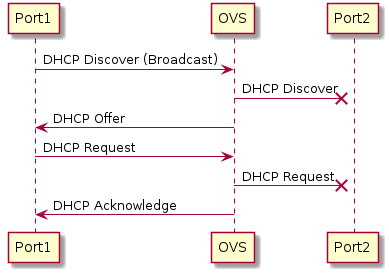 Port1
OVS
Port2
DHCP Discover (Broadcast)
DHCP Discover
DHCP Offer
DHCP Request
DHCP Request
DHCP Acknowledge
Port1
OVS
Port2